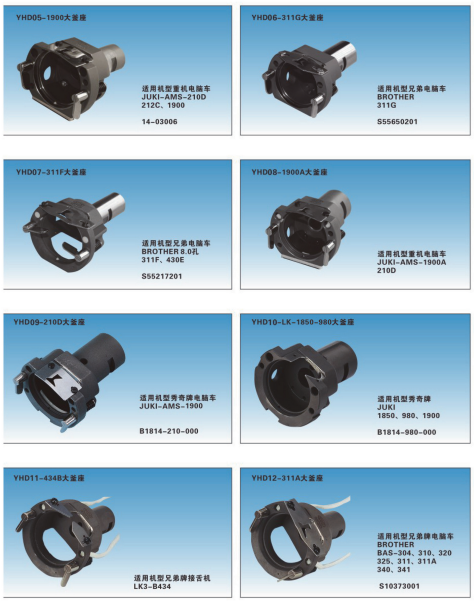 YHD05-1900大釜座
适用机型重机电脑车
JUKI-AMS-210D
212C、1900
14-03006
YHD06-311G大釜座
适用机型兄弟电脑车
BROTHER
311G
S55650201
YHD07-311F大釜座
适用机型兄弟电脑车
BROTHER 8.0孔
311F、430E
S55217201
YHD08-1900A大釜座
适用机型重机电脑车
JUKI-AMS-1900A
210D
YHD09-210D大釜座
适用机型秀奇牌电脑车
JUKI-AMS-1900
B1814-210-000
YHD10-LK-1850-980大釜座
适用机型秀奇牌
JUKI
1850、980、1900
B1814-980-000
YHD11-434B大釜座
适用机型兄弟牌接舌机
LK3-B434
YHD12-311A大釜座
适用机型兄弟牌电脑车
BROTHER
BAS-304、310、320
325、311、311A
340、341
S10373001